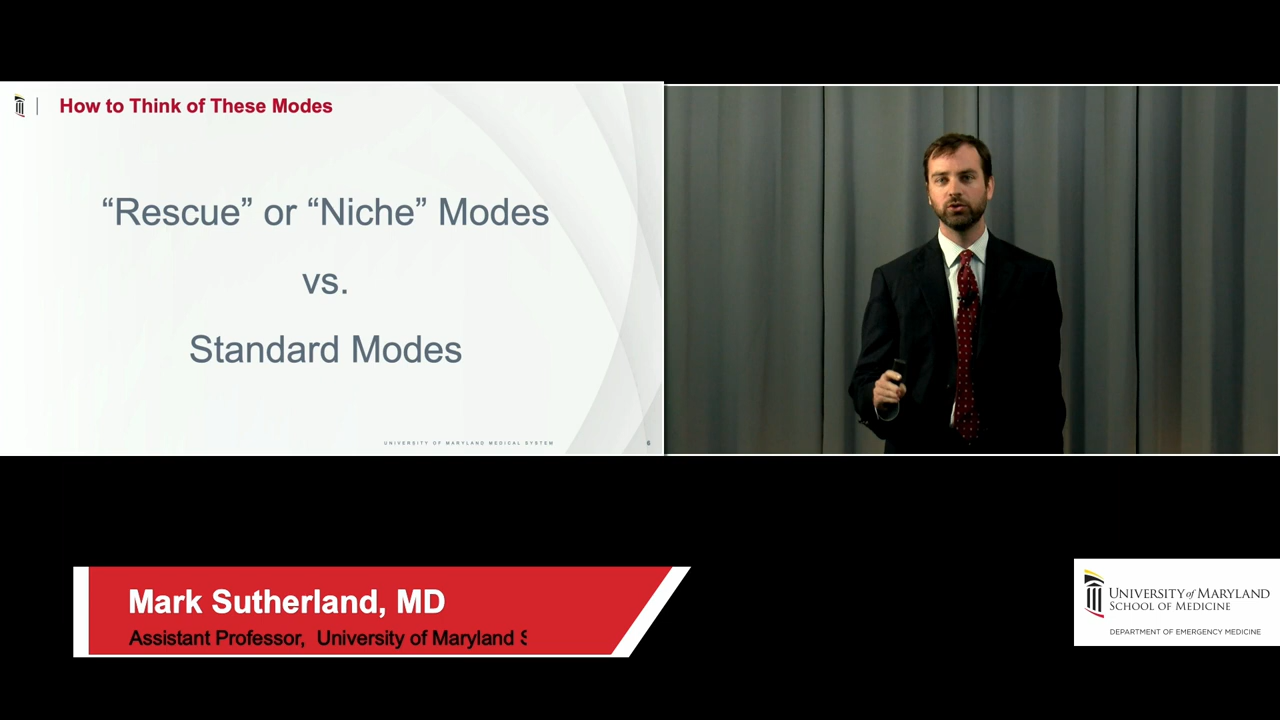 How to Think of These Modes
“Rescue” or “Niche” Modes
vs.
Standard Modes
UNIVERSITY OF MARYLAND MEDICAL SYSTEM
6
Mark Sutherland, MD
Assistant Professor, University of Maryland S
UNIVERSITY of MARYLAND
SCHOOL OF MEDICINE
DEPARTMENT OF EMERGENCY MEDICINE